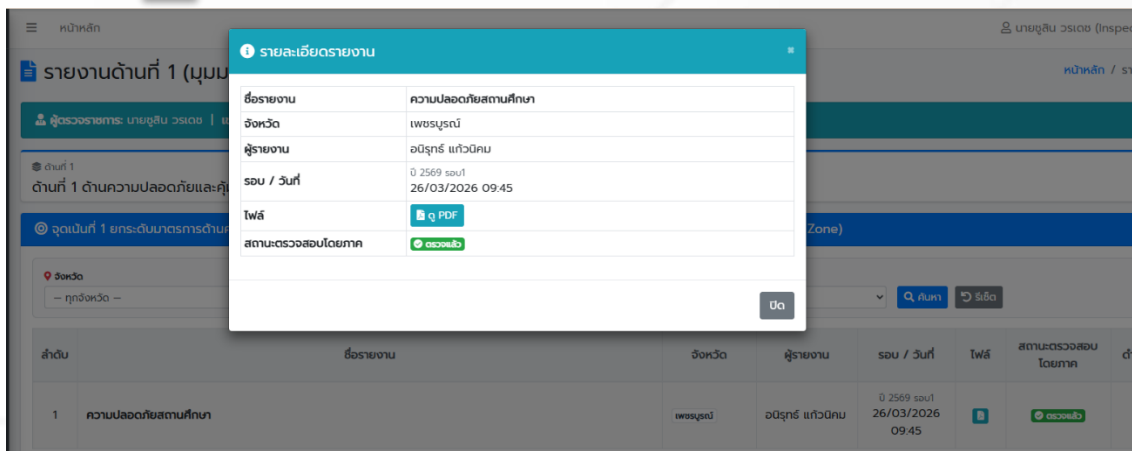 หน้าหลัก
นายชูสิน วรเดช (Inspec
รายงานด้านที่ 1 (มุมม
หน้าหลัก / รา
รายละเอียดรายงาน
ชื่อรายงาน ความปลอดภัยสถานศึกษา
จังหวัด เพชรบูรณ์
ผู้รายงาน อนิรุทธ์ แก้วนิคม
รอบ / วันที่ ปี 2569 รอบ1
26/03/2026 09:45
ไฟล์ ดู PDF
สถานะตรวจสอบโดยภาค ตรวจแล้ว
ปิด
ผู้ตรวจราชการ: นายชูสิน วรเดช |
ด้านที่ 1
ด้านที่ 1 ด้านความปลอดภัยและคุ้
จุดเน้นที่ 1 ยกระดับมาตรการด้านค
Zone)
จังหวัด
-- ทุกจังหวัด --
ค้นหา รีเซ็ต
ลำดับ ชื่อรายงาน จังหวัด ผู้รายงาน รอบ / วันที่ ไฟล์ สถานะตรวจสอบ
โดยภาค
1 ความปลอดภัยสถานศึกษา เพชรบูรณ์ อนิรุทธ์ แก้วนิคม ปี 2569 รอบ1
26/03/2026
09:45
ตรวจแล้ว